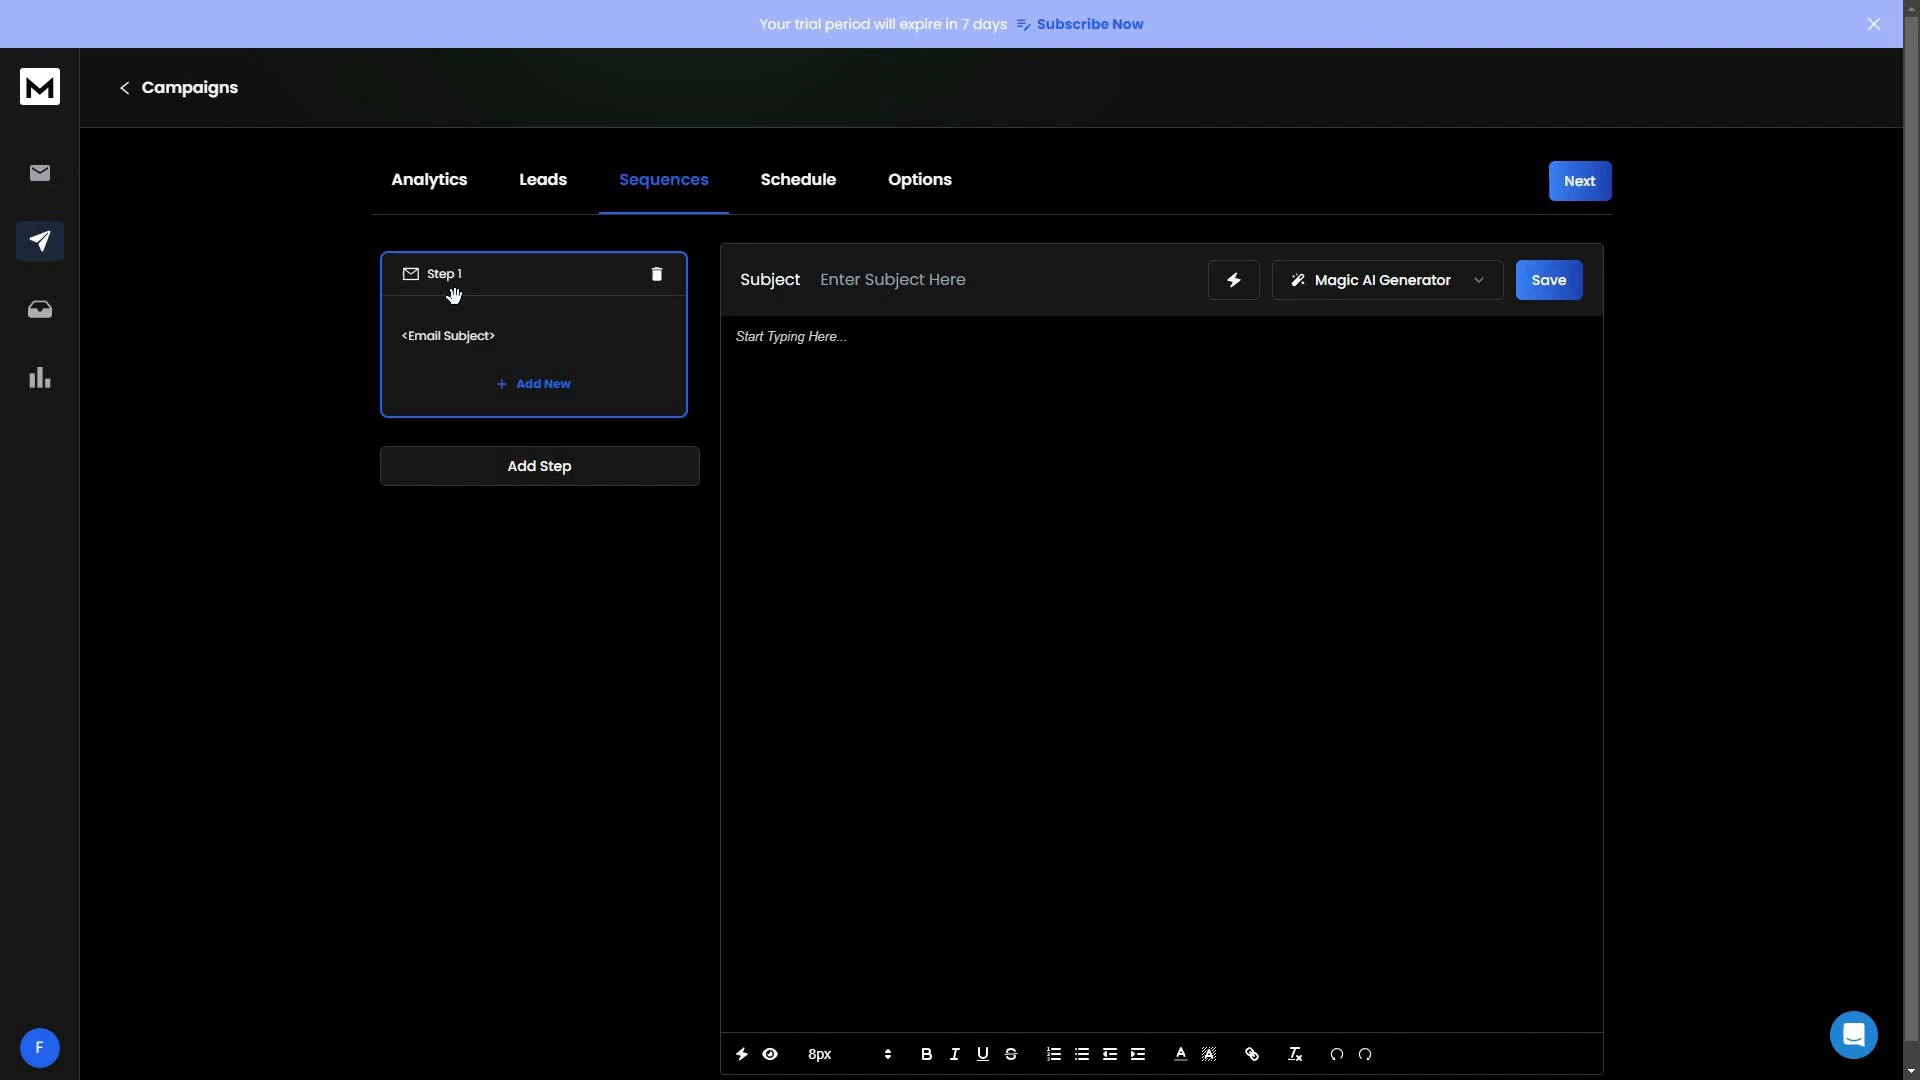 Your trial period will expire in 7 days Subscribe Now
M
Campaigns
Analytics Leads Sequences Schedule Options Next
Step 1
<Email Subject>
+ Add New
Add Step
Subject Enter Subject Here Magic AI Generator Save
Start Typing Here...
8px B I U S A A
F